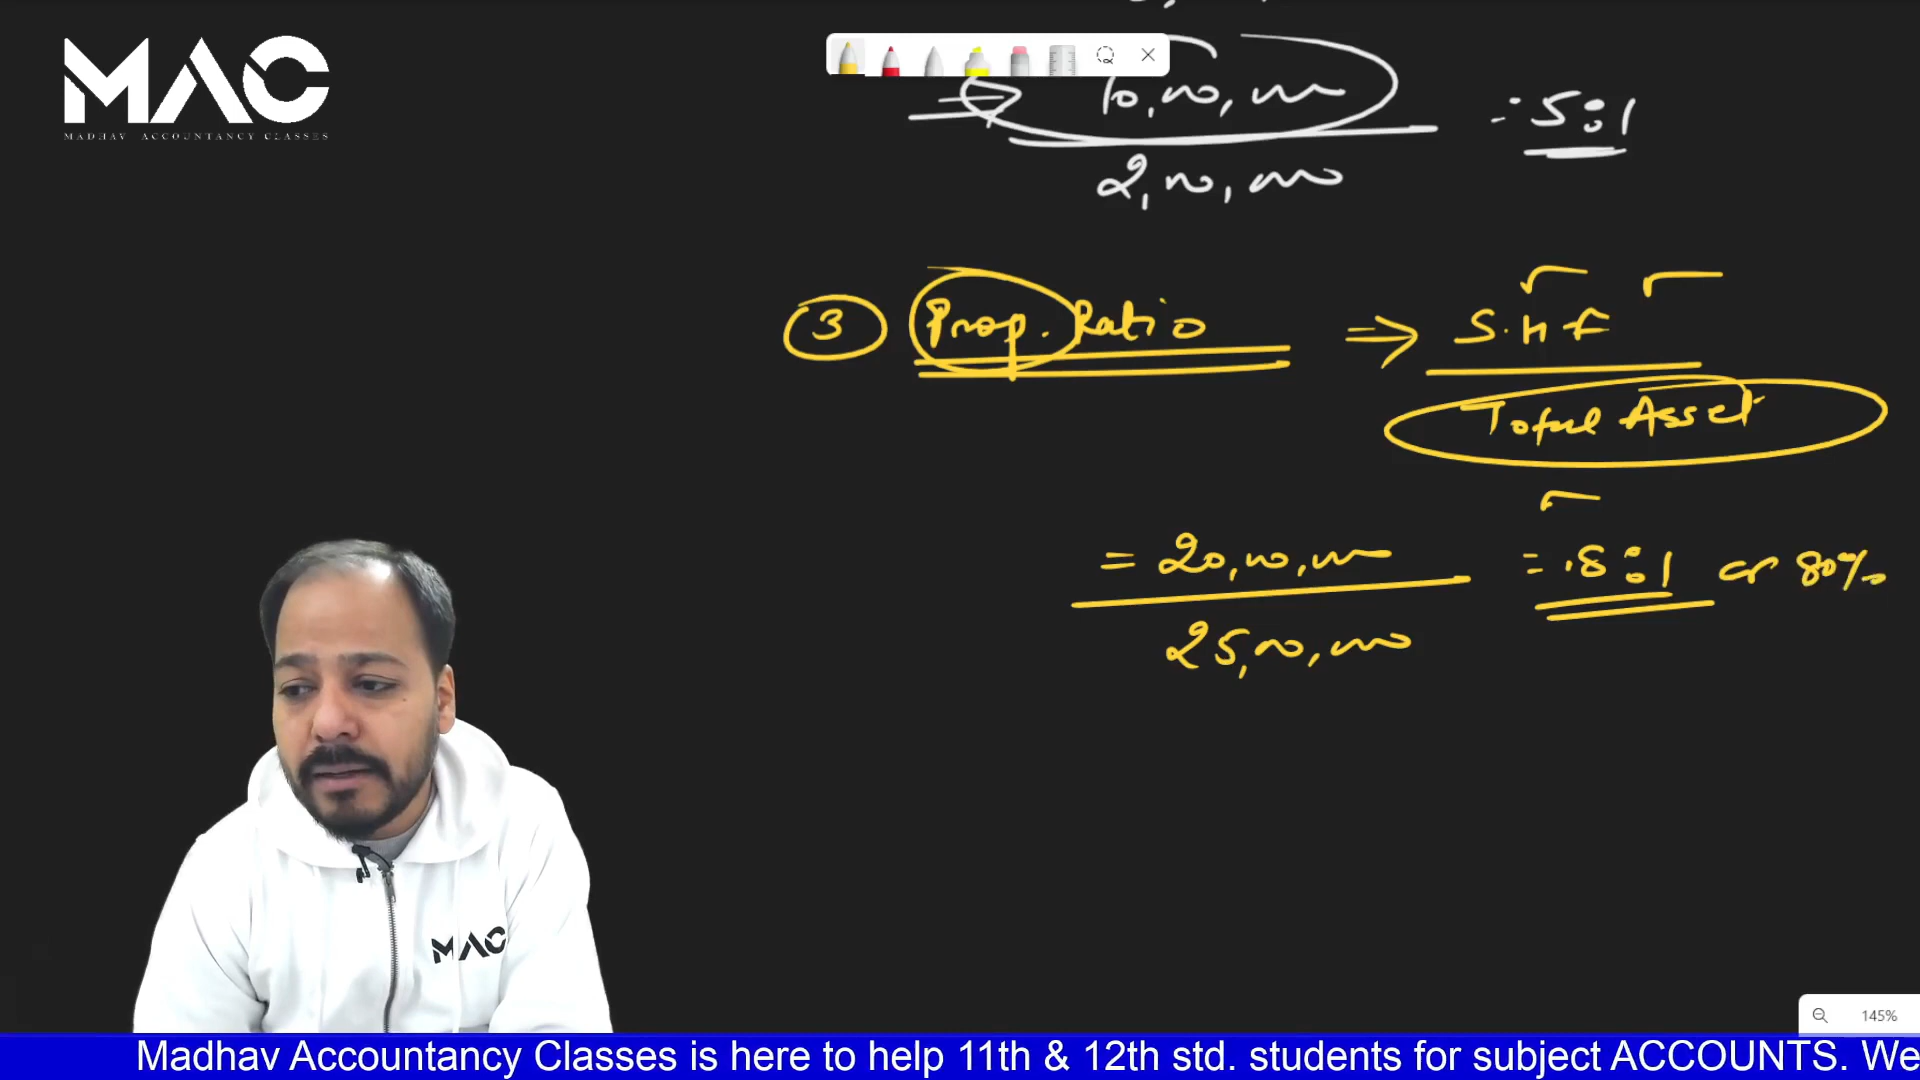 MAC
MADHAV ACCOUNTANCY CLASSES
⇒ 10,00,000 = 5:1
2,00,000
③ Prop. Ratio ⇒ S.H.F
Total Asset
= 20,00,000 = .8:1 or 80%
25,00,000
MAC
145%
Madhav Accountancy Classes is here to help 11th & 12th std. students for subject ACCOUNTS. We